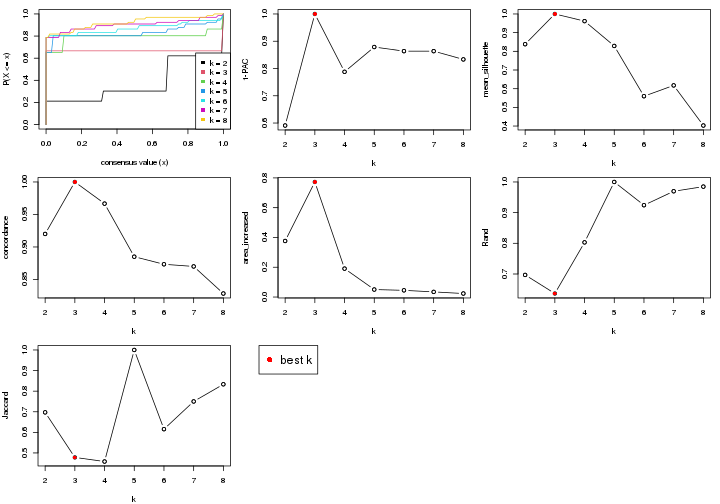 P(X <= x)
0.0 0.2 0.4 0.6 0.8 1.0
k = 2
k = 3
k = 4
k = 5
k = 6
k = 7
k = 8
0.0 0.2 0.4 0.6 0.8 1.0
consensus value (x)
1-PAC
0.6 0.7 0.8 0.9 1.0
2 3 4 5 6 7 8
k
mean_silhouette
0.4 0.5 0.6 0.7 0.8 0.9 1.0
2 3 4 5 6 7 8
k
concordance
0.85 0.90 0.95 1.00
2 3 4 5 6 7 8
k
area_increased
0.0 0.2 0.4 0.6 0.8
2 3 4 5 6 7 8
k
Rand
0.7 0.8 0.9 1.0
2 3 4 5 6 7 8
k
Jaccard
0.5 0.6 0.7 0.8 0.9 1.0
2 3 4 5 6 7 8
k
best k